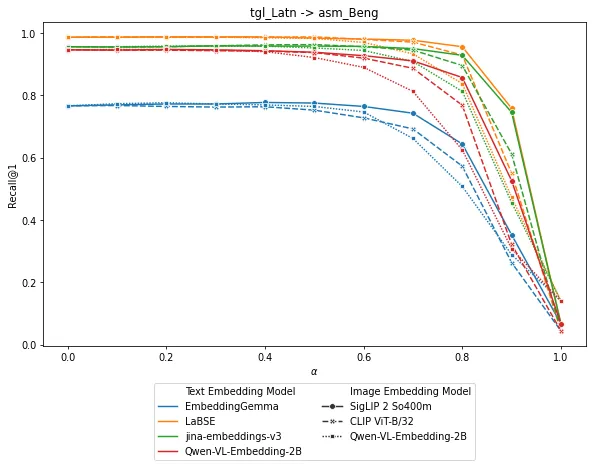 tgl_Latn -> asm_Beng
1.0
0.8
0.6
0.4
0.2
0.0
Recall@1
0.0 0.2 0.4 0.6 0.8 1.0
α
Text Embedding Model Image Embedding Model
EmbeddingGemma SigLIP 2 So400m
LaBSE CLIP ViT-B/32
jina-embeddings-v3 Qwen-VL-Embedding-2B
Qwen-VL-Embedding-2B